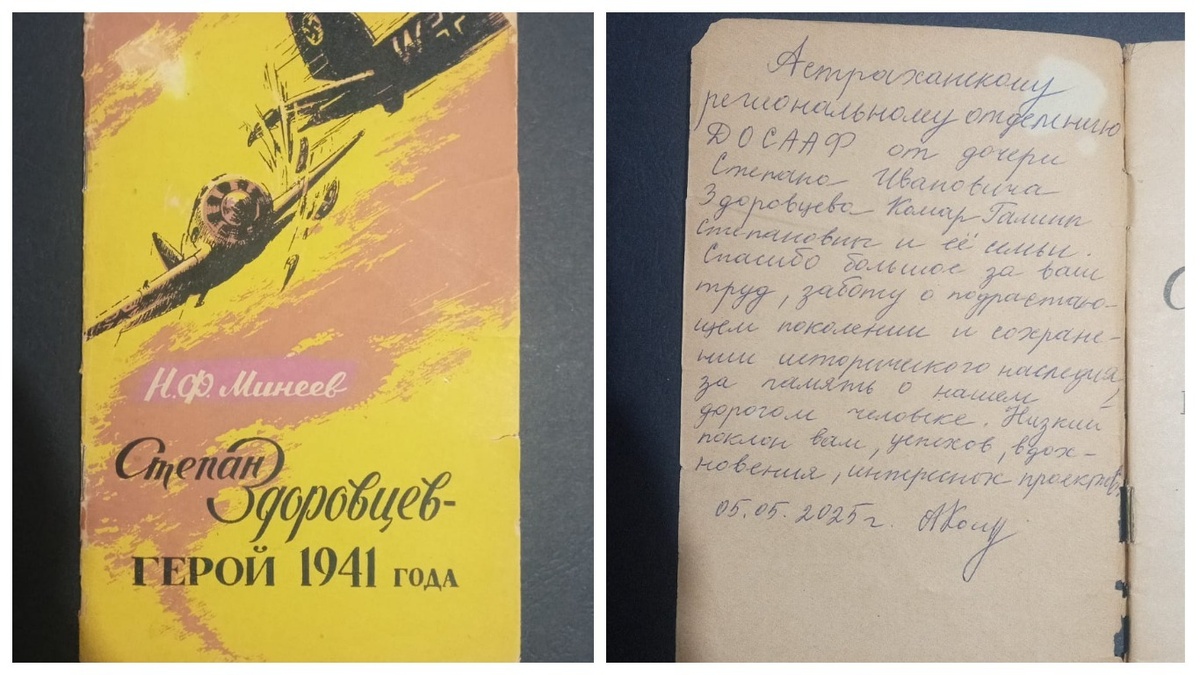 W
Н.Ф. Минеев
Степан
Здоровцев-
ГЕРОЙ 1941 ГОДА
Астраханскому
региональному отделению
ДОСААФ от дочери
Степана Ивановича
Здоровцева Комар Галины
Степановны и её семьи.
Спасибо большое за ваш
труд, заботу о подрастаю-
щем поколении и сохране-
нии исторического наследия,
за память о нашем
дорогом человеке. Низкий
поклон вам, успехов, вдох-
новения, интересных проектов.
05.05.2025 г.